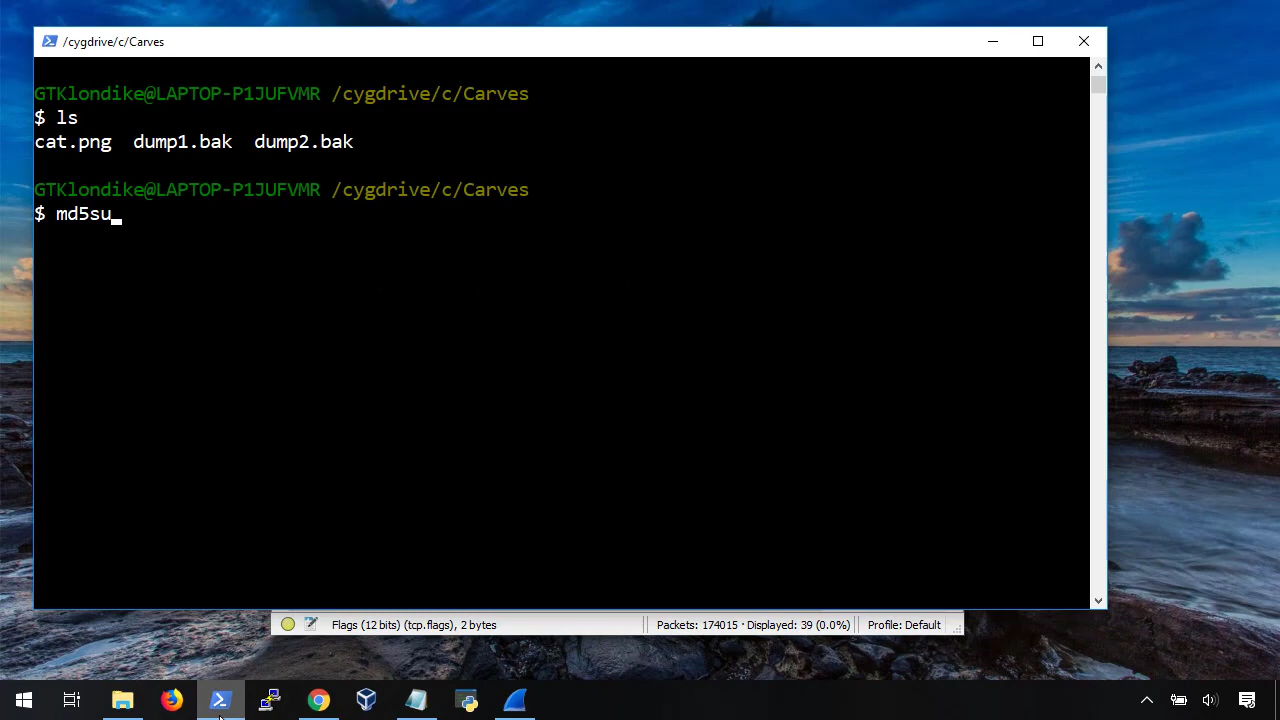 /cygdrive/c/Carves
GTKlondike@LAPTOP-P1JUFVMR /cygdrive/c/Carves
$ ls
cat.png dump1.bak dump2.bak
GTKlondike@LAPTOP-P1JUFVMR /cygdrive/c/Carves
$ md5su
Flags (12 bits) (tcp.flags), 2 bytes Packets: 174015 · Displayed: 39 (0.0%) Profile: Default